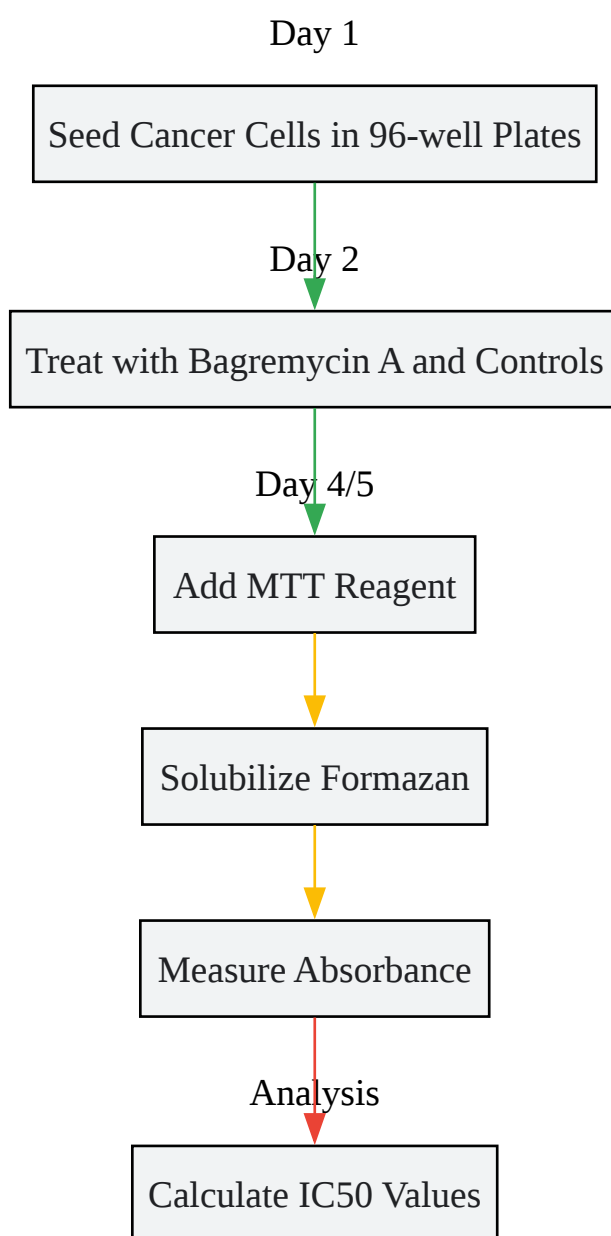 Day 1
Seed Cancer Cells in 96-well Plates
Day 2
Treat with Bagremycin A and Controls
Day 4/5
Add MTT Reagent
Solubilize Formazan
Measure Absorbance
Analysis
Calculate IC50 Values